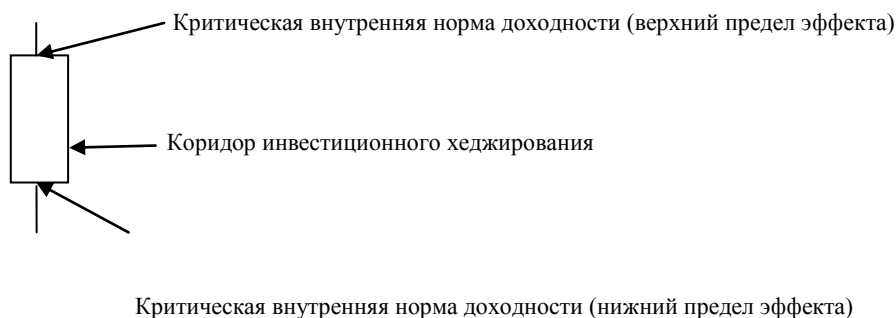 Критическая внутренняя норма доходности (верхний предел эффекта)
Коридор инвестиционного хеджирования
Критическая внутренняя норма доходности (нижний предел эффекта)